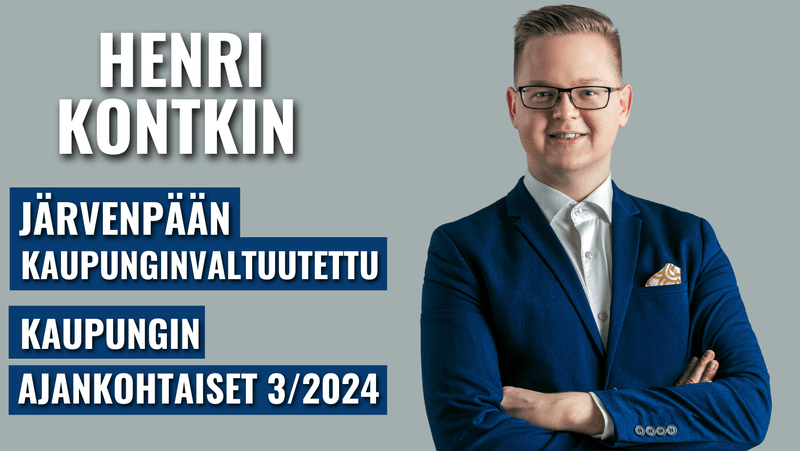 HENRI
KONTKIN
JÄRVENPÄÄN
KAUPUNGINVALTUUTETTU
KAUPUNGIN
AJANKOHTAISET 3/2024